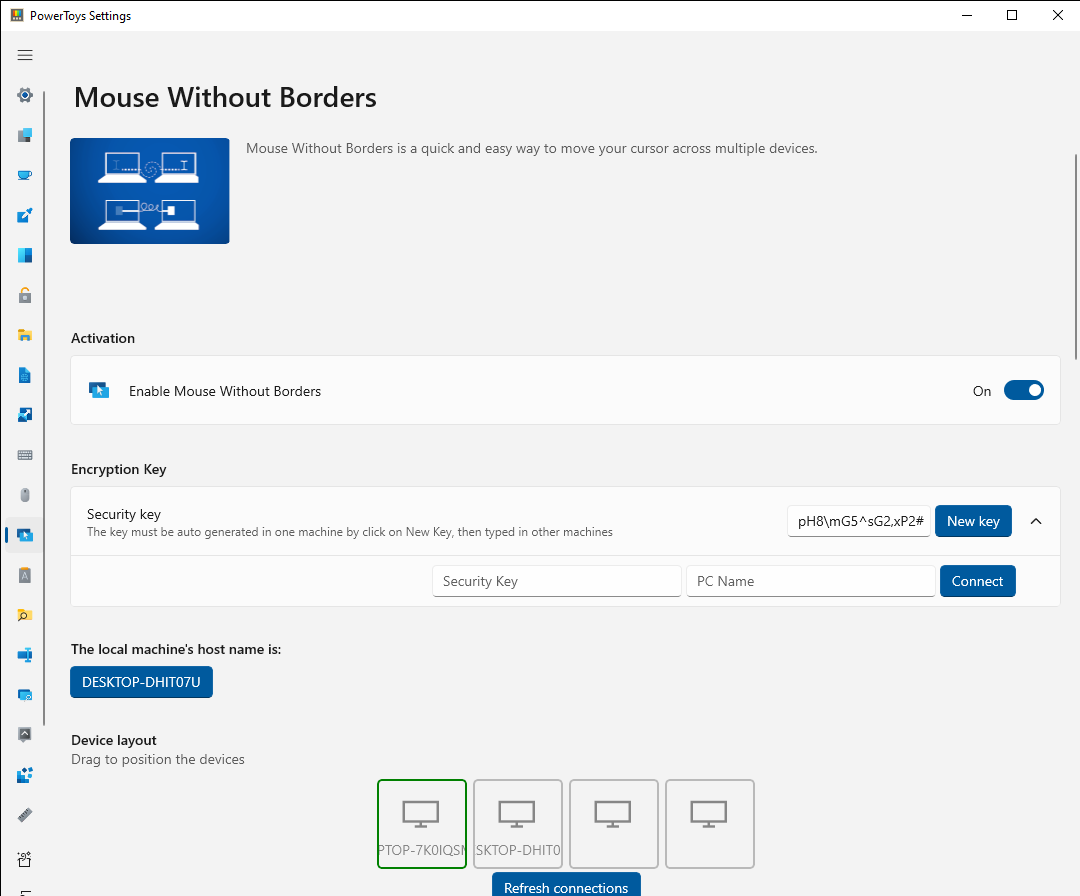 PowerToys Settings
Mouse Without Borders
Mouse Without Borders is a quick and easy way to move your cursor across multiple devices.
Activation
Enable Mouse Without Borders
On
Encryption Key
Security key
The key must be auto generated in one machine by click on New Key, then typed in other machines
pH8\mG5^sG2,xP2#
New key
Security Key
PC Name
Connect
The local machine's host name is:
DESKTOP-DHIT07U
Device layout
Drag to position the devices
PTOP-7K0IQS
SKTOP-DHIT0
Refresh connections